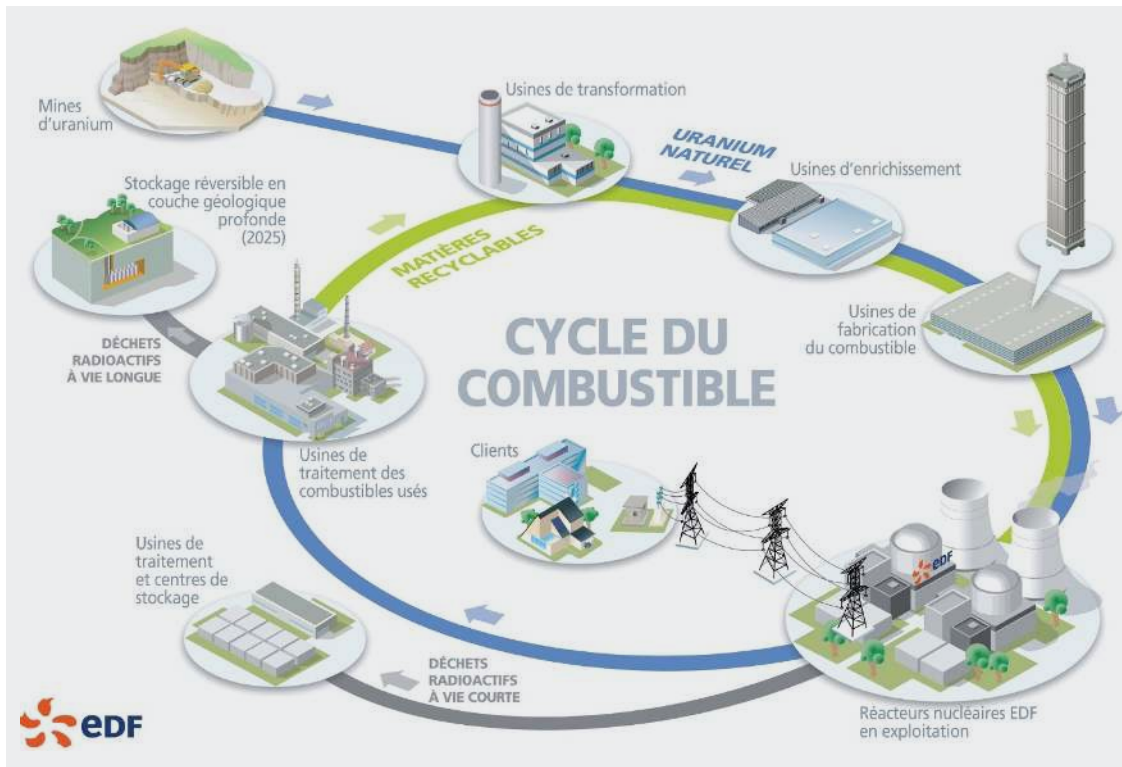 Mines
d'uranium
Usines de transformation
URANIUM
NATUREL
Usines d'enrichissement
Stockage réversible en
couche géologique
profonde
(2025)
MATIÈRES
RECYCLABLES
Usines de
fabrication
du combustible
DÉCHETS
RADIOACTIFS
À VIE LONGUE
CYCLE DU
COMBUSTIBLE
Usines de
traitement des
combustibles usés
Clients
Usines de
traitement
et centres de
stockage
EDF
DÉCHETS
RADIOACTIFS
À VIE COURTE
Réacteurs nucléaires EDF
en exploitation
eDF